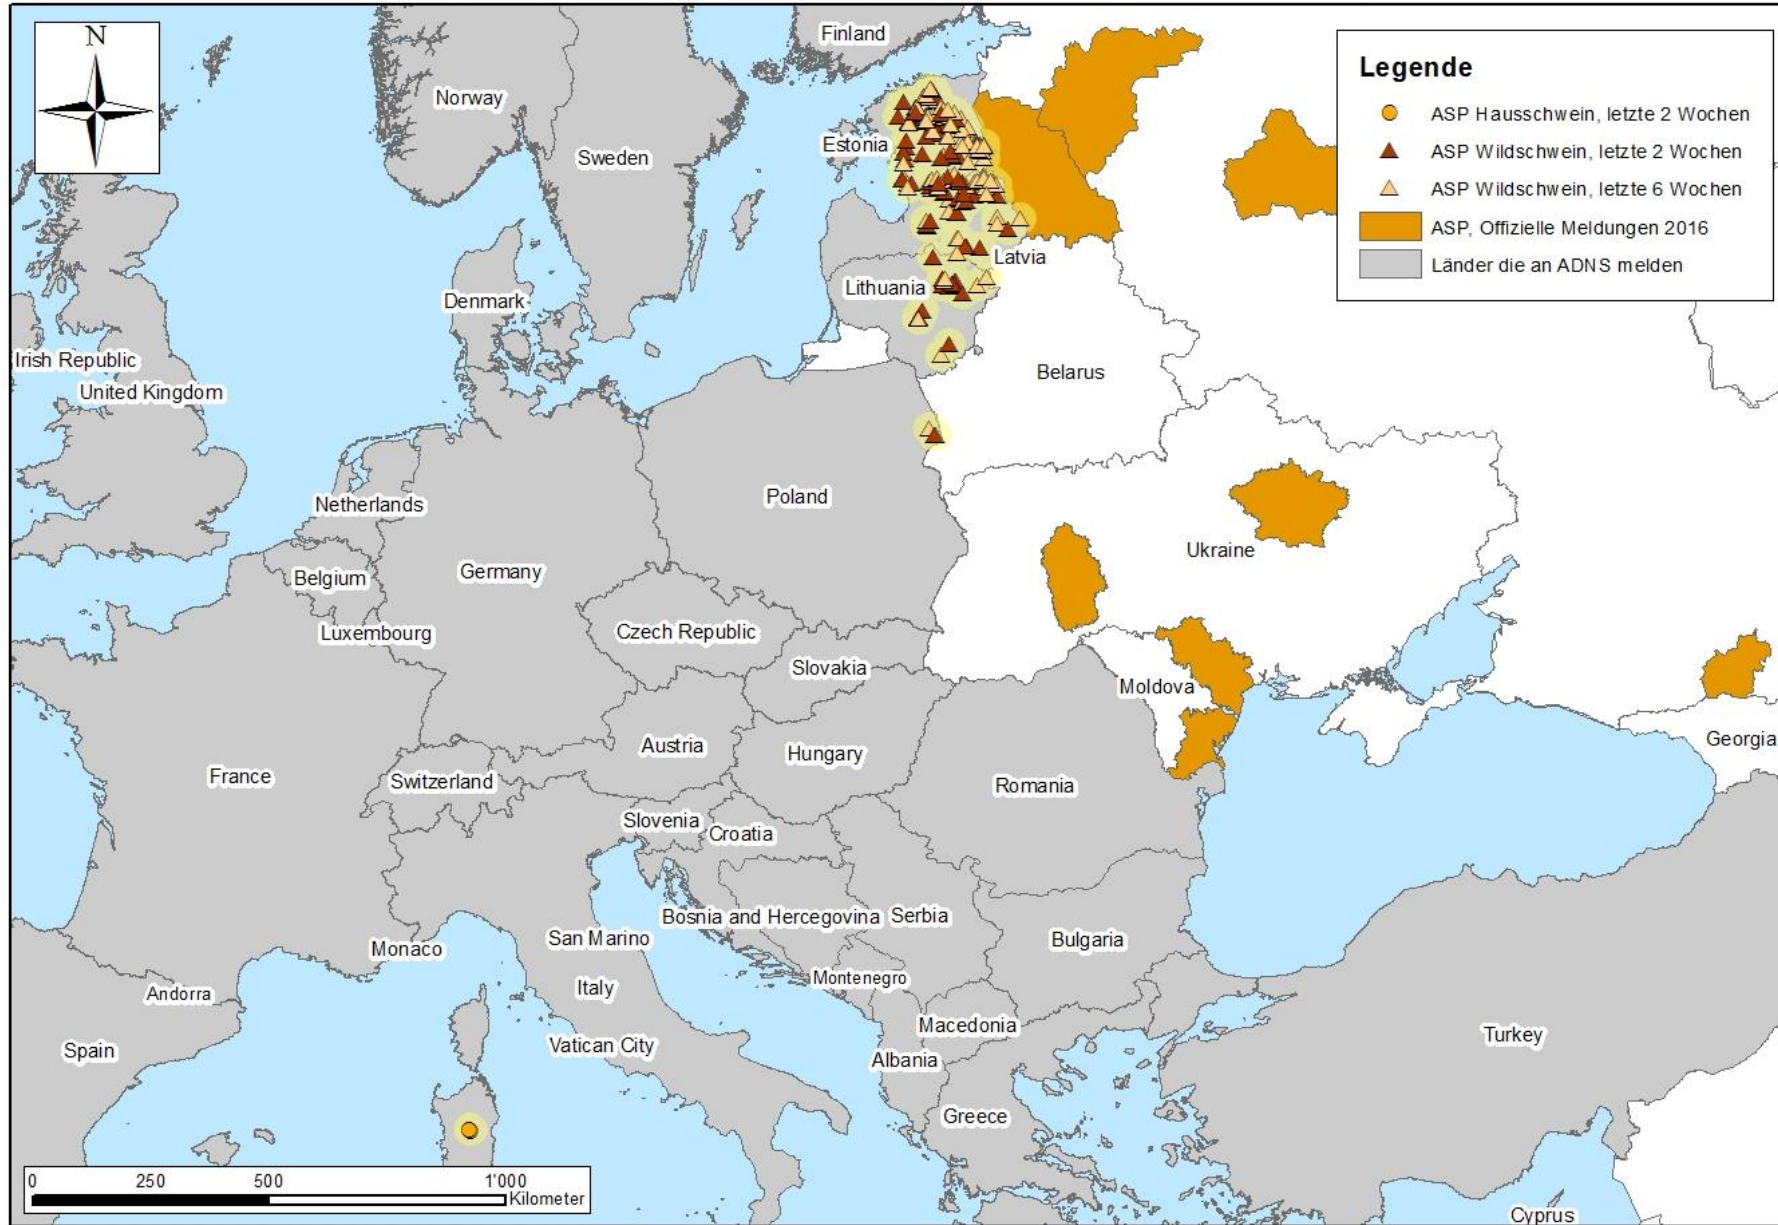 N
Legende
ASP Hausschwein, letzte 2 Wochen
ASP Wildschwein, letzte 2 Wochen
ASP Wildschwein, letzte 6 Wochen
ASP, Offizielle Meldungen 2016
Länder die an ADNS melden
Finland
Norway
Sweden
Estonia
Latvia
Lithuania
Denmark
Irish Republic
United Kingdom
Belarus
Netherlands
Poland
Belgium
Germany
Ukraine
Luxembourg
Czech Republic
Slovakia
Moldova
Austria
Hungary
Georgia
France
Switzerland
Romania
Slovenia
Croatia
Bosnia and Hercegovina
Serbia
Monaco
San Marino
Bulgaria
Andorra
Italy
Montenegro
Macedonia
Spain
Vatican City
Albania
Turkey
Greece
0 250 500 1'000
Kilometer
Cyprus